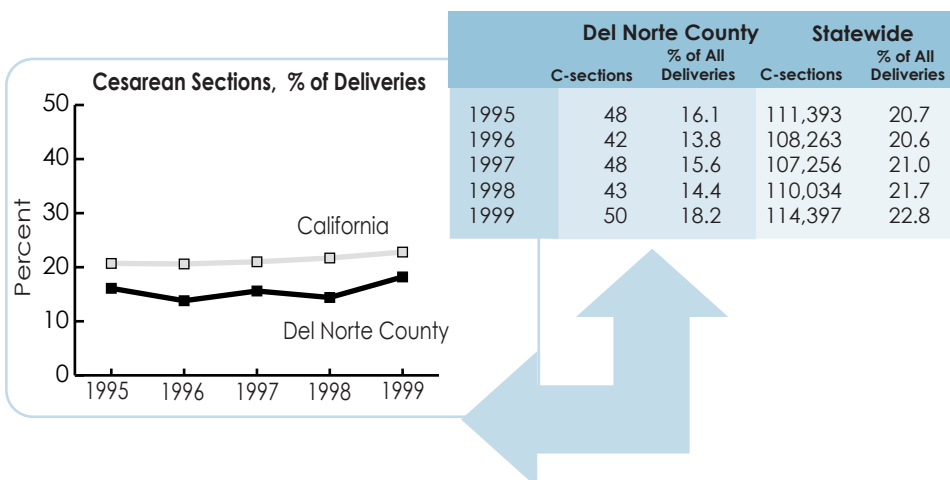 Cesarean Sections, % of Deliveries
50
40
30
20
10
0
Percent
California
Del Norte County
1995 1996 1997 1998 1999
Del Norte County Statewide
% of All % of All
C-sections Deliveries C-sections Deliveries
1995 48 16.1 111,393 20.7
1996 42 13.8 108,263 20.6
1997 48 15.6 107,256 21.0
1998 43 14.4 110,034 21.7
1999 50 18.2 114,397 22.8